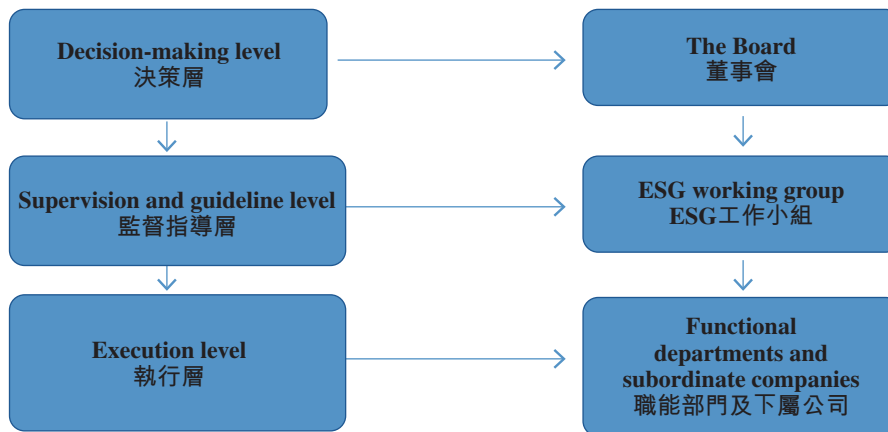 Decision-making level
決策層
The Board
董事會
Supervision and guideline level
監督指導層
ESG working group
ESG工作小組
Execution level
執行層
Functional
departments and
subordinate companies
職能部門及下屬公司